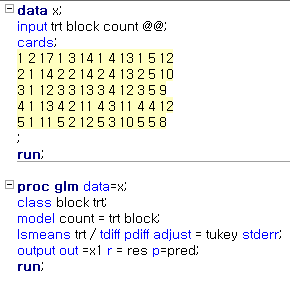 data x;
input trt block count @@;
cards;
1 2 17 1 3 14 1 4 13 1 5 12
2 1 14 2 2 14 2 4 13 2 5 10
3 1 12 3 3 13 3 4 12 3 5 9
4 1 13 4 2 11 4 3 11 4 4 12
5 1 11 5 2 12 5 3 10 5 5 8
;
run;
proc glm data=x;
class block trt;
model count = trt block;
lsmeans trt / tdiff pdiff adjust = tukey stderr;
output out =x1 r = res p=pred;
run;